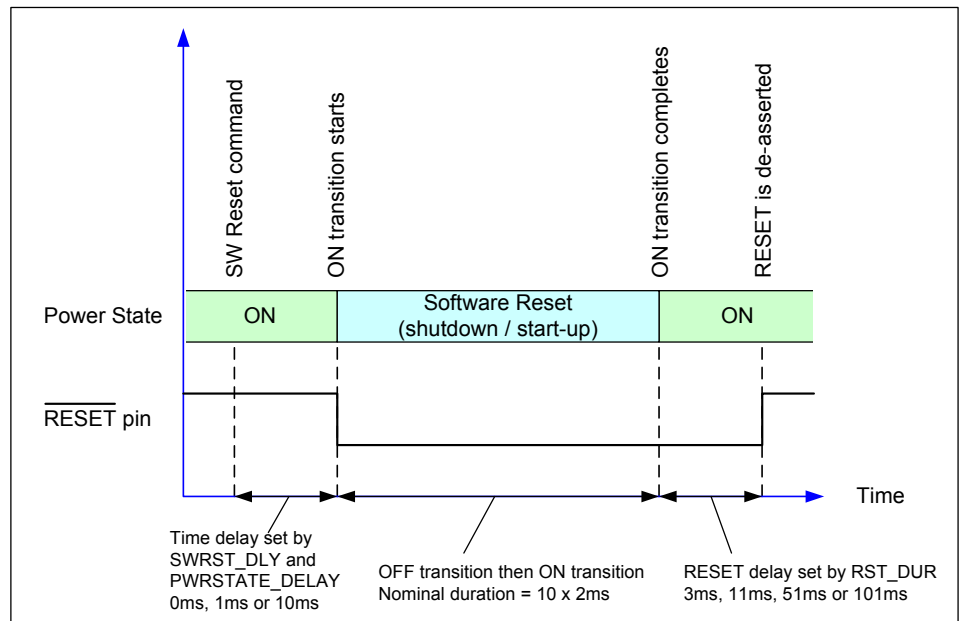 SW Reset command
ON transition starts
ON transition completes
RESET is de-asserted
Power State
ON
Software Reset
(shutdown / start-up)
ON
RESET pin
Time
Time delay set by
SWRST_DLY and
PWRSTATE_DELAY
0ms, 1ms or 10ms
OFF transition then ON transition
Nominal duration = 10 x 2ms
RESET delay set by RST_DUR
3ms, 11ms, 51ms or 101ms